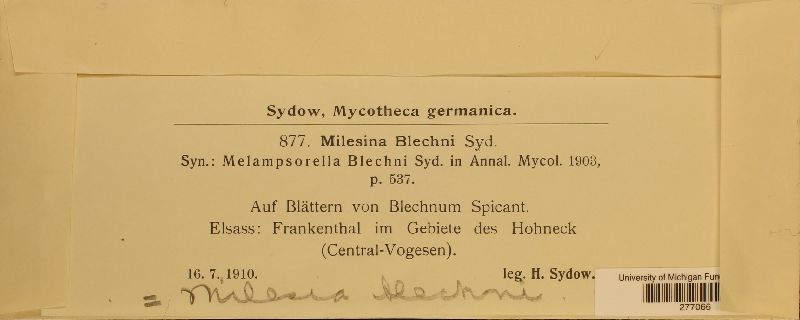 Sydow, Mycotheca germanica.
877. Milesina Blechni Syd.
Syn.: Melampsorella Blechni Syd. in Annal. Mycol. 1903,
p. 537.
Auf Blättern von Blechnum Spicant.
Elsass: Frankenthal im Gebiete des Hohneck
(Central-Vogesen).
16. 7. 1910. leg. H. Sydow.
= Milesia blechni.
University of Michigan Fun
277066